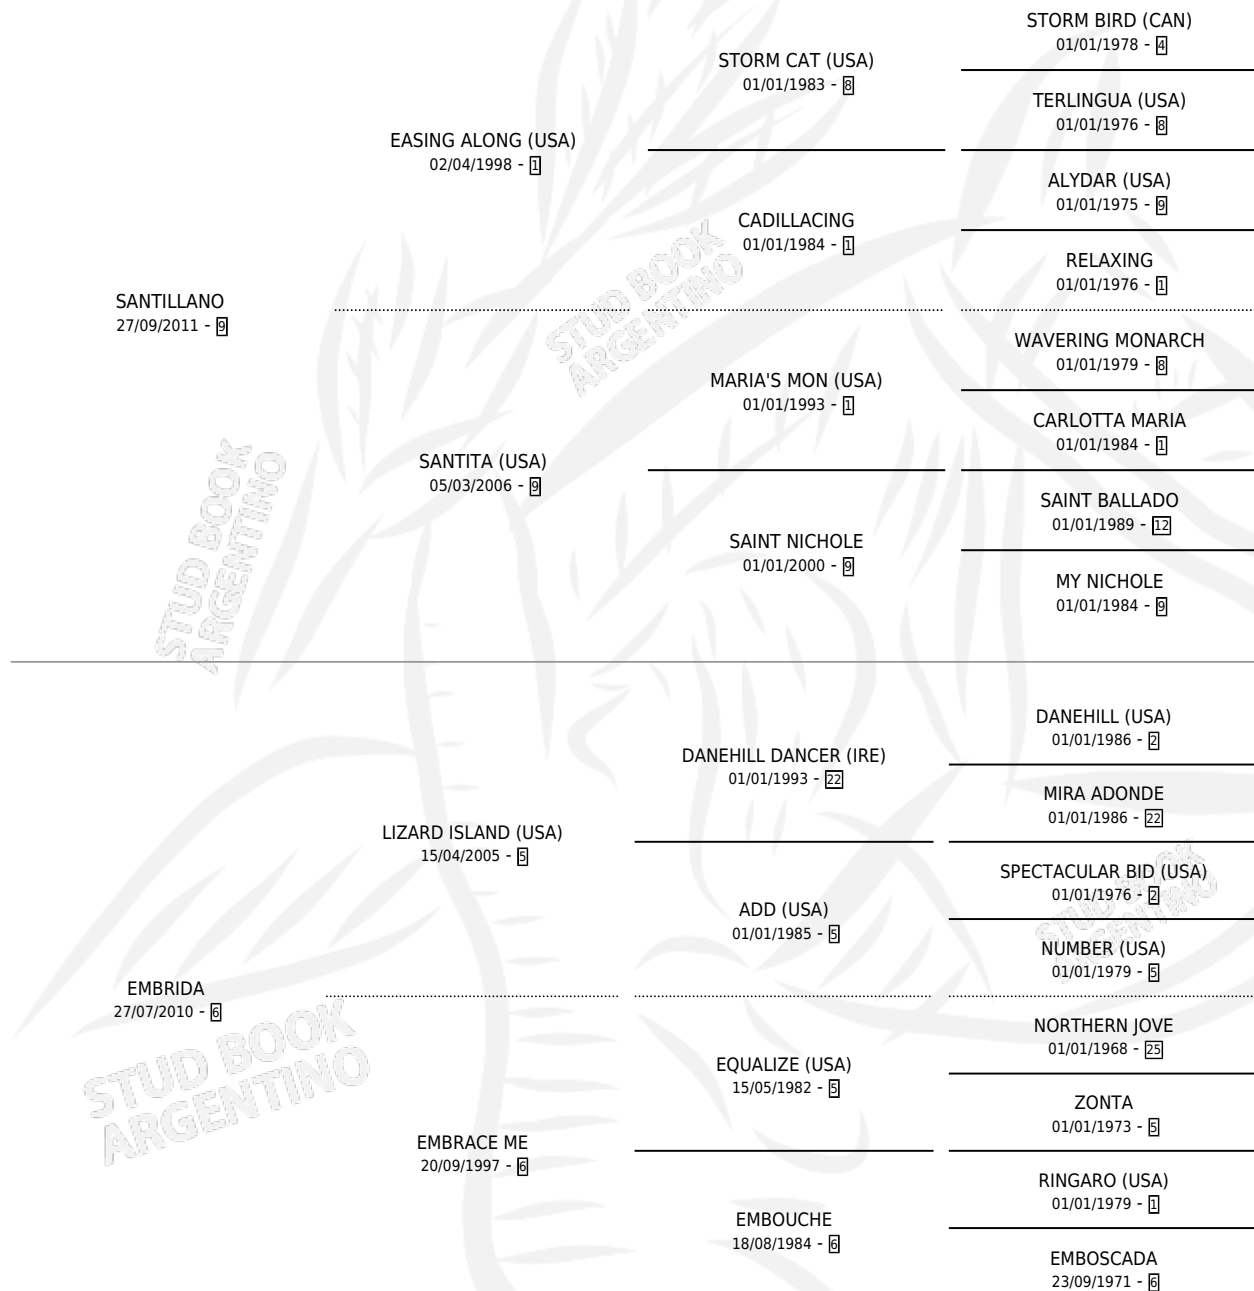 STORM BIRD (CAN)
01/01/1978 - 4
STORM CAT (USA)
01/01/1983 - 8
TERLINGUA (USA)
01/01/1976 - 8
EASING ALONG (USA)
02/04/1998 - 1
ALYDAR (USA)
01/01/1975 - 9
CADILLACING
01/01/1984 - 1
RELAXING
01/01/1976 - 1
SANTILLANO
27/09/2011 - 9
STUD BOOK
ARGENTINO
WAVERING MONARCH
01/01/1979 - 8
MARIA'S MON (USA)
01/01/1993 - 1
CARLOTTA MARIA
01/01/1984 - 1
SANTITA (USA)
05/03/2006 - 9
SAINT BALLADO
01/01/1989 - 12
SAINT NICHOLE
01/01/2000 - 9
MY NICHOLE
01/01/1984 - 9
STUD BOOK
ARGENTINO
DANEHILL (USA)
01/01/1986 - 2
DANEHILL DANCER (IRE)
01/01/1993 - 22
MIRA ADONDE
01/01/1986 - 22
LIZARD ISLAND (USA)
15/04/2005 - 5
SPECTACULAR BID (USA)
01/01/1976 - 2
ADD (USA)
01/01/1985 - 5
NUMBER (USA)
01/01/1979 - 5
STUD BOOK
ARGENTINO
EMBRIDA
27/07/2010 - 6
NORTHERN JOVE
01/01/1968 - 25
EQUALIZE (USA)
15/05/1982 - 5
ZONTA
01/01/1973 - 5
STUD BOOK
ARGENTINO
EMBRACE ME
20/09/1997 - 6
RINGARO (USA)
01/01/1979 - 1
EMBOUCHE
18/08/1984 - 6
EMBOSCADA
23/09/1971 - 6